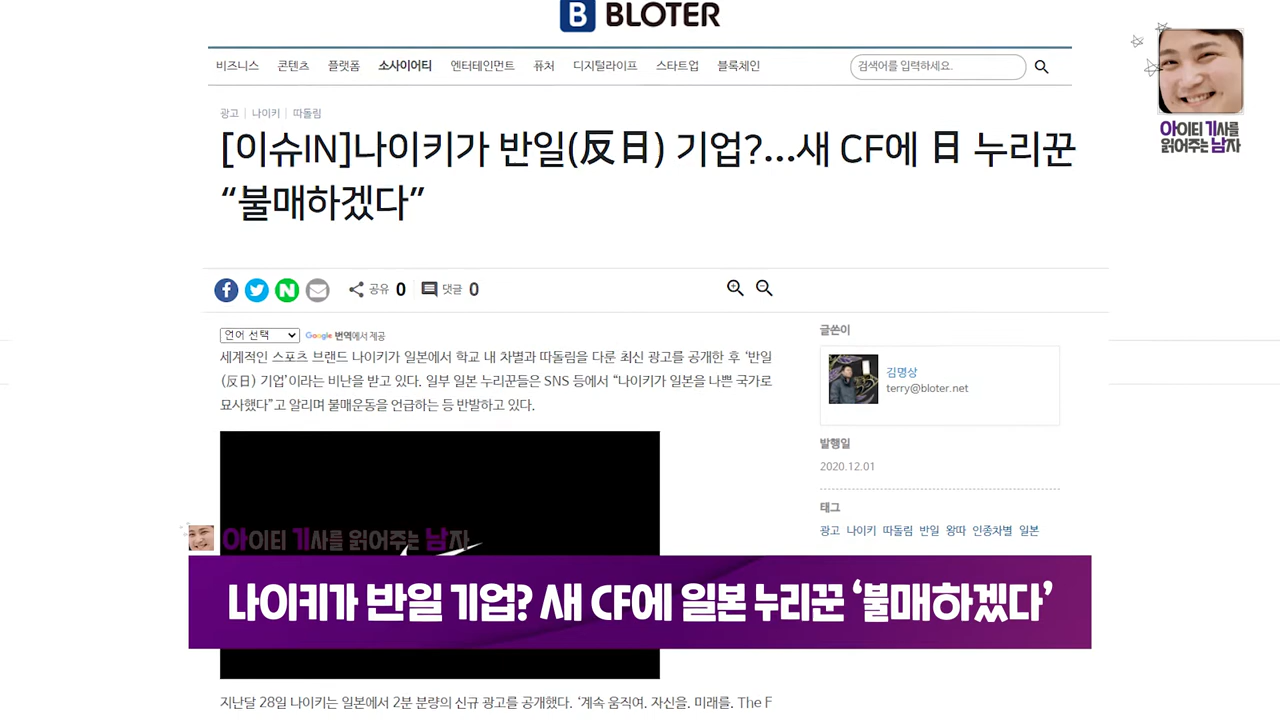 B BLOTER
비즈니스 콘텐츠 플랫폼 소사이어티 엔터테인먼트 퓨처 디지털라이프 스타트업 블록체인
검색어를 입력하세요.
아이티 기사를
읽어주는 남자
광고 | 나이키 | 따돌림
[이슈IN]나이키가 반일(反日) 기업?...새 CF에 日 누리꾼
“불매하겠다”
공유 0 댓글 0
언어 선택 Google 번역에서 제공
세계적인 스포츠 브랜드 나이키가 일본에서 학교 내 차별과 따돌림을 다룬 최신 광고를 공개한 후 ‘반일
(反日) 기업’이라는 비난을 받고 있다. 일부 일본 누리꾼들은 SNS 등에서 “나이키가 일본을 나쁜 국가로
묘사했다”고 알리며 불매운동을 언급하는 등 반발하고 있다.
글쓴이
김명상
terry@bloter.net
발행일
2020.12.01
태그
광고 나이키 따돌림 반일 왕따 인종차별 일본
아이티 기사를 읽어주는 남자
나이키가 반일 기업? 새 CF에 일본 누리꾼 ‘불매하겠다’
지난달 28일 나이키는 일본에서 2분 분량의 신규 광고를 공개했다. ‘계속 움직여. 자신을. 미래를. The F